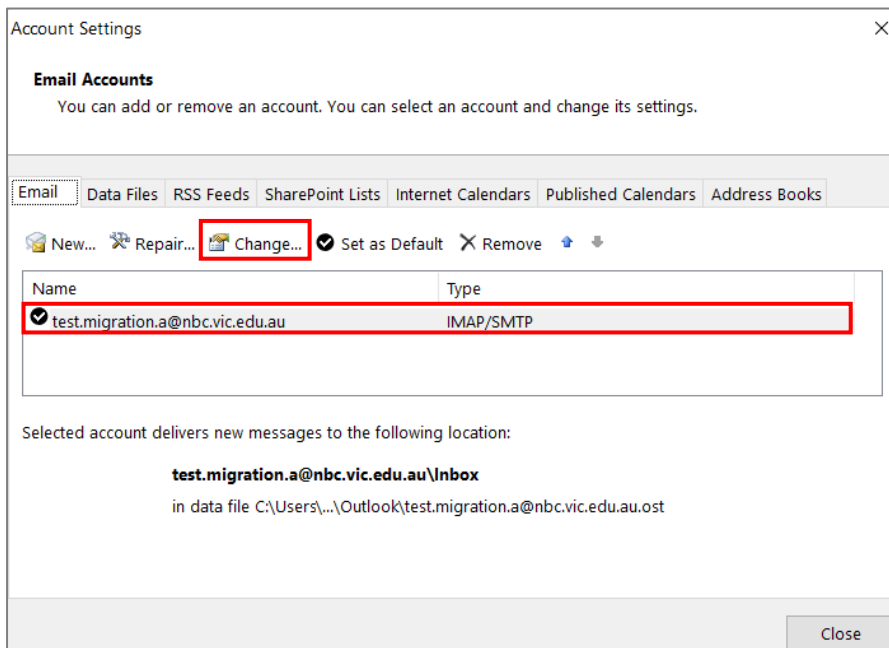 Account Settings
Email Accounts
You can add or remove an account. You can select an account and change its settings.
Email Data Files RSS Feeds SharePoint Lists Internet Calendars Published Calendars Address Books
New... Repair... Change... Set as Default Remove
Name Type
test.migration.a@nbc.vic.edu.au IMAP/SMTP
Selected account delivers new messages to the following location:
test.migration.a@nbc.vic.edu.au\Inbox
in data file C:\Users\...\Outlook\test.migration.a@nbc.vic.edu.au.ost
Close